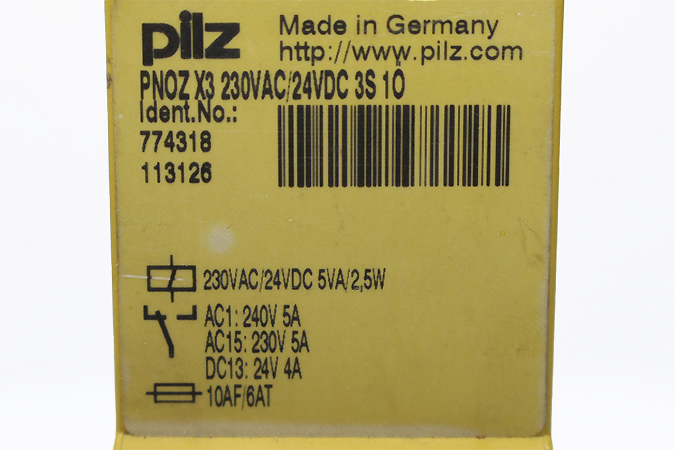 pilz
Made in Germany
http://www.pilz.com
PNOZ X3 230VAC/24VDC 3S 1Ö
Ident.No.:
774318
113126
230VAC/24VDC 5VA/2,5W
AC1: 240V 5A
AC15: 230V 5A
DC13: 24V 4A
10AF/6AT